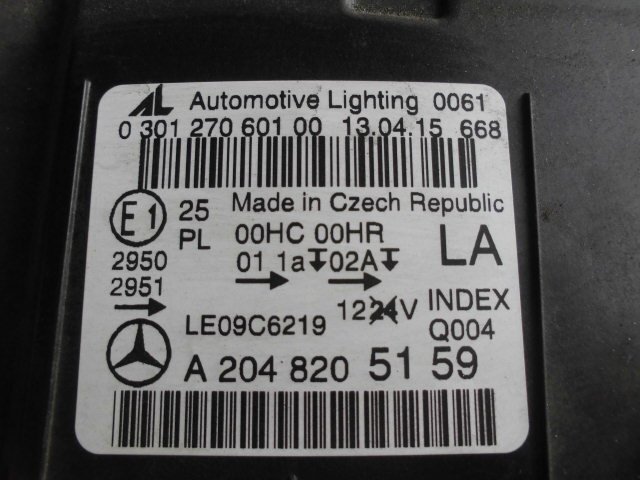 AL Automotive Lighting 0061
0 301 270 601 00 13.04.15 668
E1 25 Made in Czech Republic
PL 00HC 00HR LA
2950 01 1a 02A
2951
LE09C6219 12 24V INDEX
Q004
A 204 820 51 59